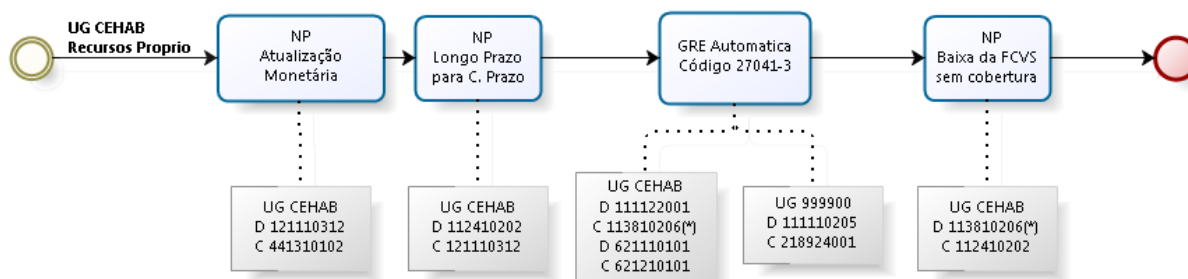 UG CEHAB
Recursos Proprio
NP
Atualização
Monetária
NP
Longo Prazo
para C. Prazo
GRE Automatica
Código 27041-3
NP
Baixa da FCVS
sem cobertura
UG CEHAB
D 121110312
C 441310102
UG CEHAB
D 112410202
C 121110312
UG CEHAB
D 111122001
C 113810206(*)
D 621110101
C 621210101
UG 999900
D 111110205
C 218924001
UG CEHAB
D 113810206(*)
C 112410202